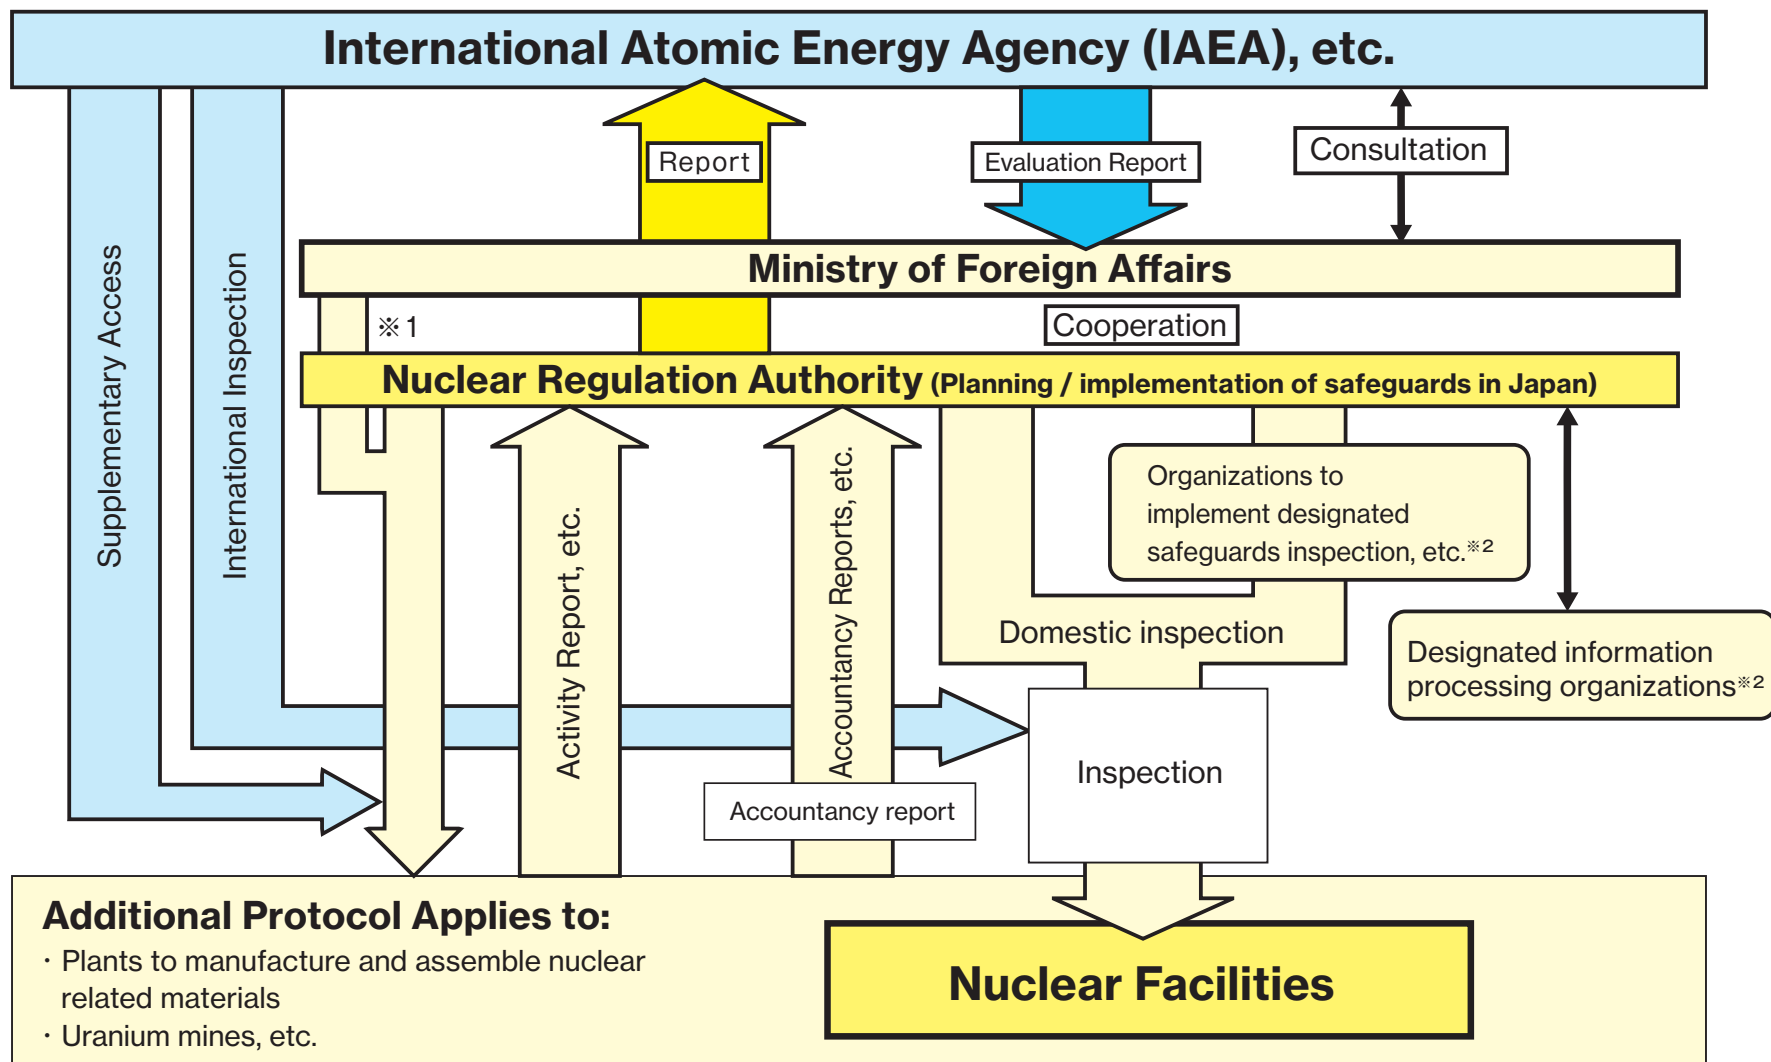 International Atomic Energy Agency (IAEA), etc.
Report
Evaluation Report
Consultation
Supplementary Access
International Inspection
Ministry of Foreign Affairs
※1
Cooperation
Nuclear Regulation Authority (Planning / implementation of safeguards in Japan)
Activity Report, etc.
Accountancy Reports, etc.
Organizations to
implement designated
safeguards inspection, etc.※2
Domestic inspection
Designated information
processing organizations※2
Inspection
Accountancy report
Additional Protocol Applies to:
· Plants to manufacture and assemble nuclear
related materials
· Uranium mines, etc.
Nuclear Facilities